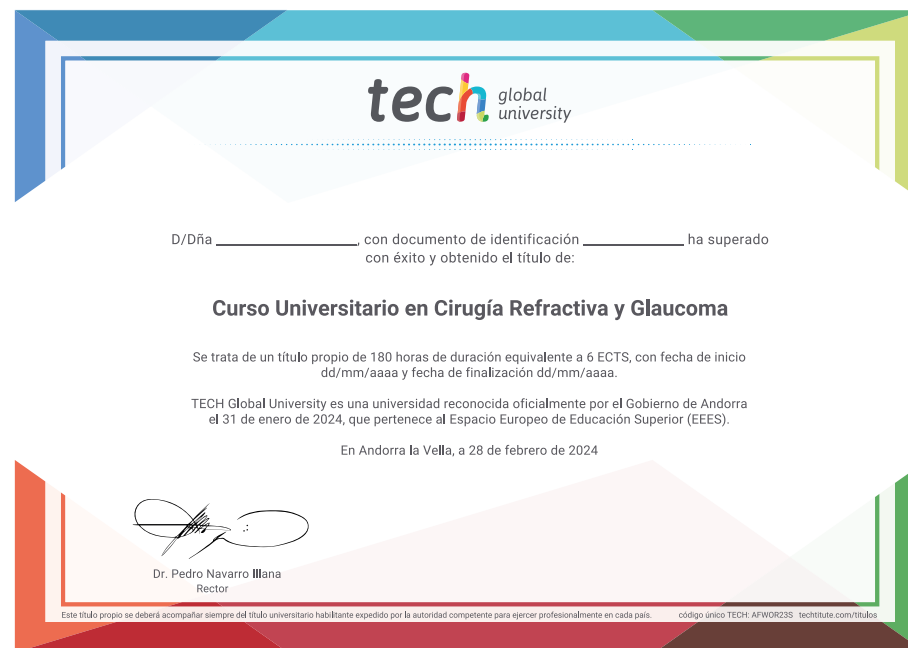 tech global university
D/Dña ____________________, con documento de identificación ______________ ha superado
con éxito y obtenido el título de:
Curso Universitario en Cirugía Refractiva y Glaucoma
Se trata de un título propio de 180 horas de duración equivalente a 6 ECTS, con fecha de inicio
dd/mm/aaaa y fecha de finalización dd/mm/aaaa.
TECH Global University es una universidad reconocida oficialmente por el Gobierno de Andorra
el 31 de enero de 2024, que pertenece al Espacio Europeo de Educación Superior (EEES).
En Andorra la Vella, a 28 de febrero de 2024
Dr. Pedro Navarro Illana
Rector
Este título propio se deberá acompañar siempre del título universitario habilitante expedido por la autoridad competente para ejercer profesionalmente en cada país. código único TECH: AFWOR23S techtitute.com/titulos